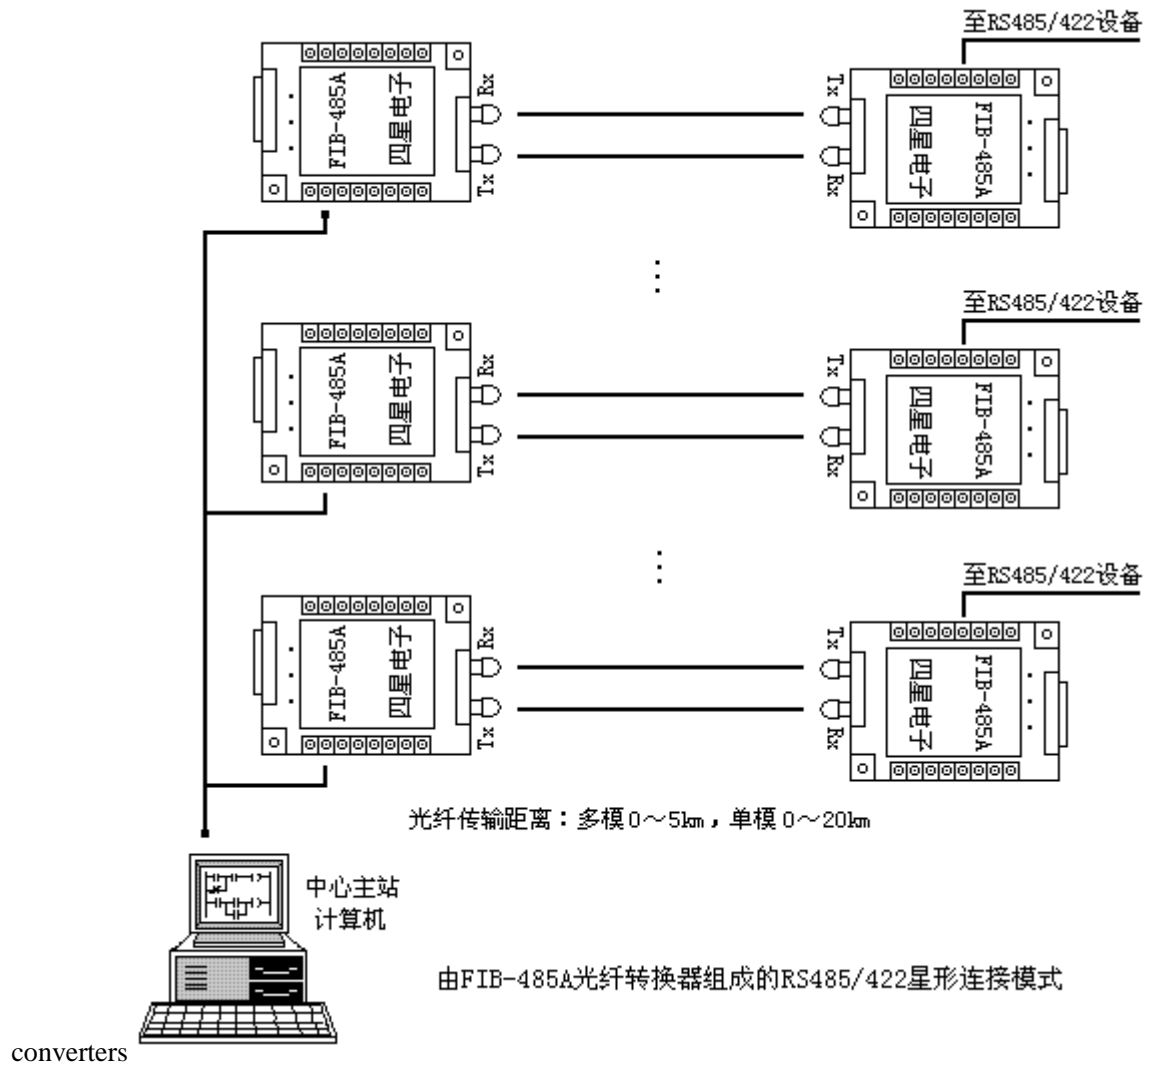 至RS485/422设备
FIB-485A
四星电子
Rx
Tx
Tx
Rx
四星电子
FIB-485A
至RS485/422设备
FIB-485A
四星电子
Rx
Tx
Tx
Rx
四星电子
FIB-485A
至RS485/422设备
FIB-485A
四星电子
Rx
Tx
Tx
Rx
四星电子
FIB-485A
光纤传输距离：多模0～5km，单模0～20km
中心主站
计算机
由FIB-485A光纤转换器组成的RS485/422星形连接模式
converters